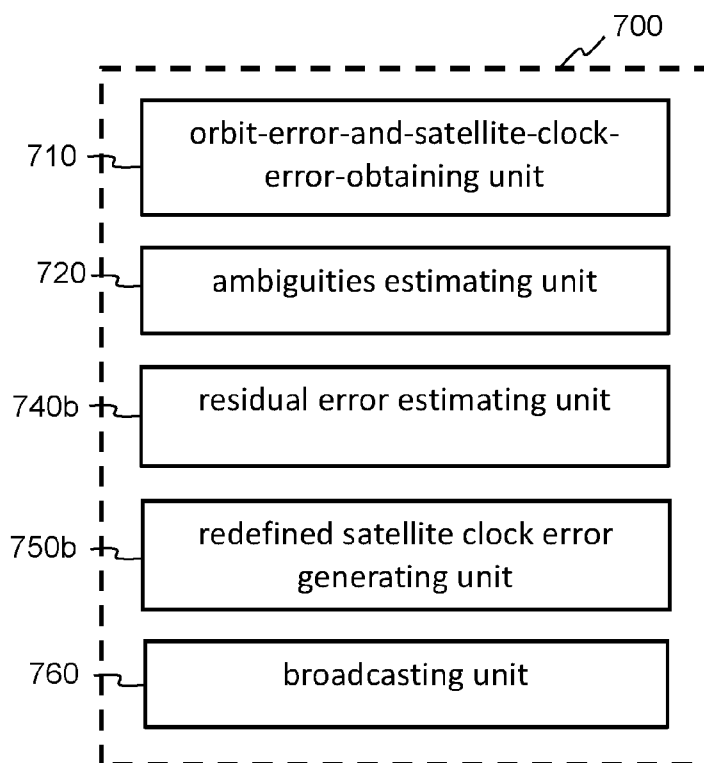 700
710
orbit-error-and-satellite-clock-
error-obtaining unit
720
ambiguities estimating unit
740b
residual error estimating unit
750b
redefined satellite clock error
generating unit
760
broadcasting unit